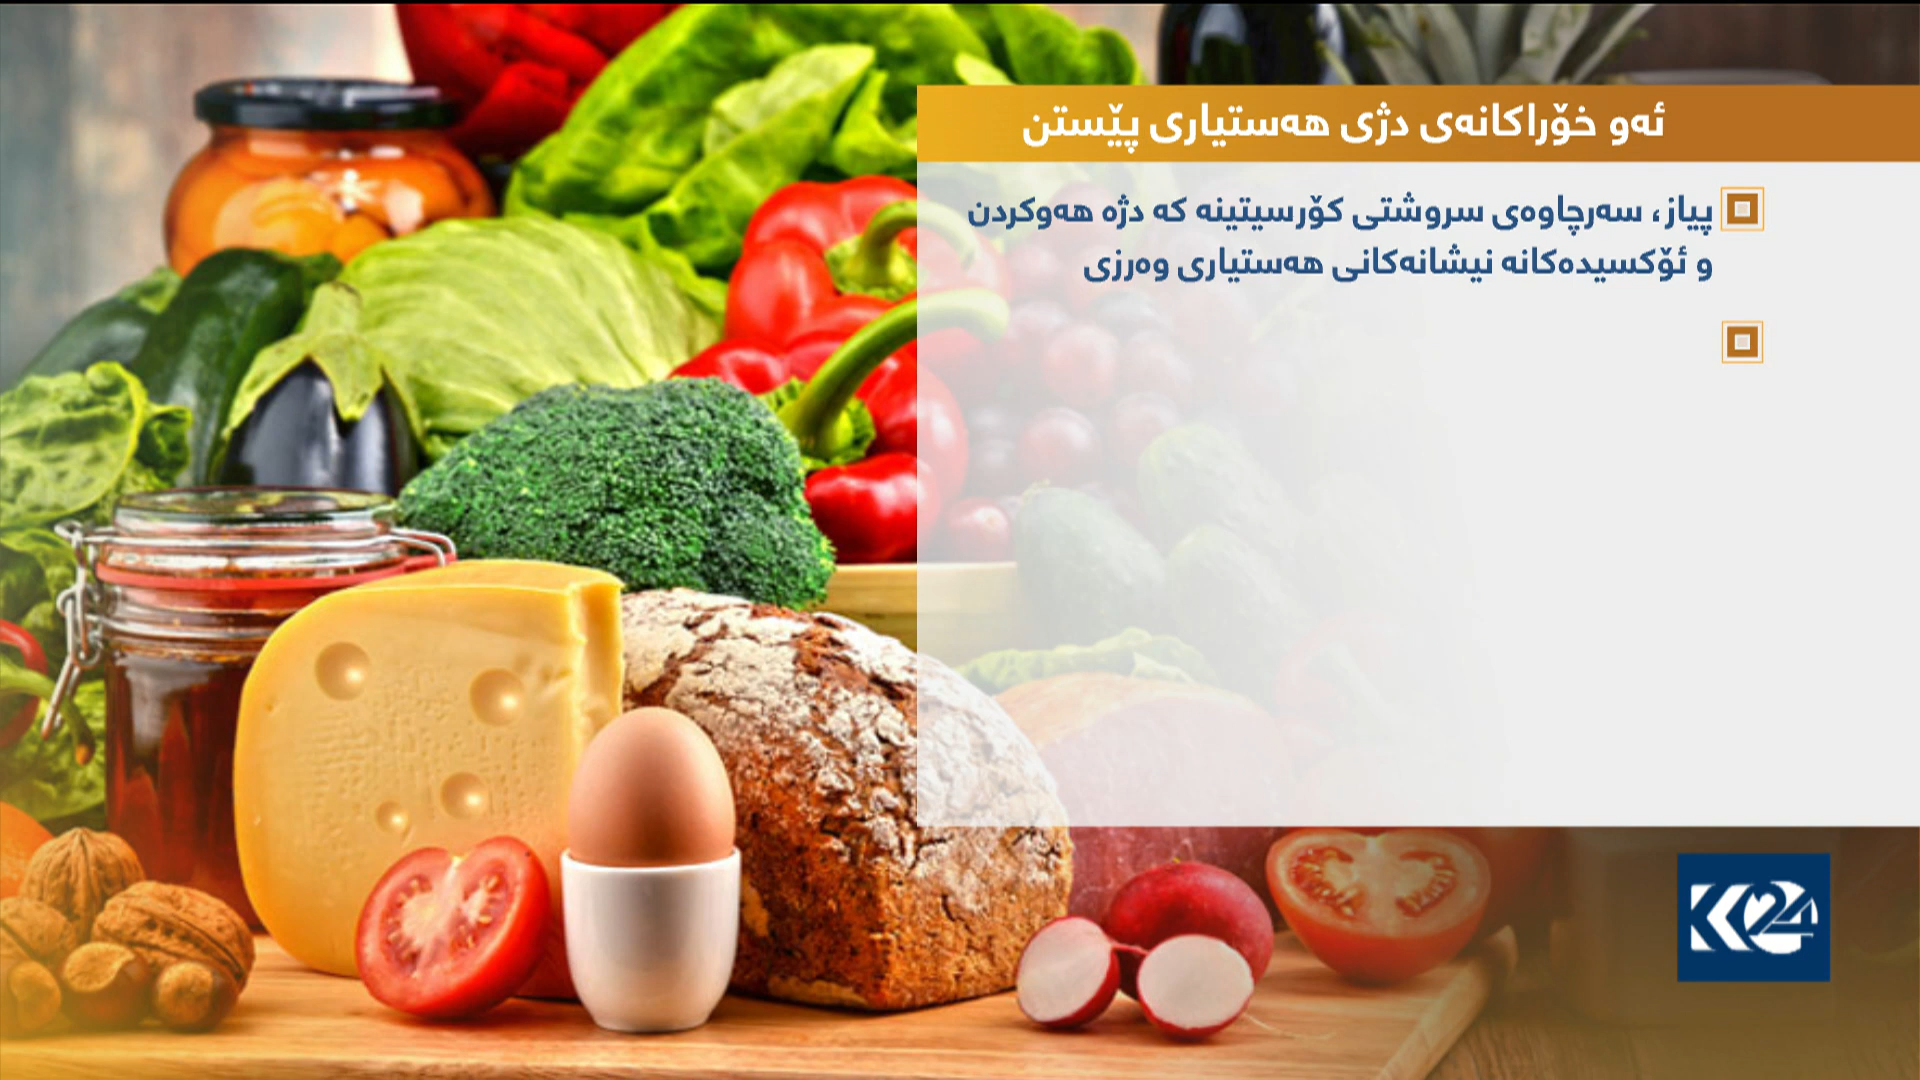 ئەو خۆراکانەی دژی هەستیاری پێستن
پیاز، سەرچاوەی سروشتی کۆرسیتینە کە دژە هەوکردن
و ئۆکسیدەکانە نیشانەکانی هەستیاری وەرزی
K24